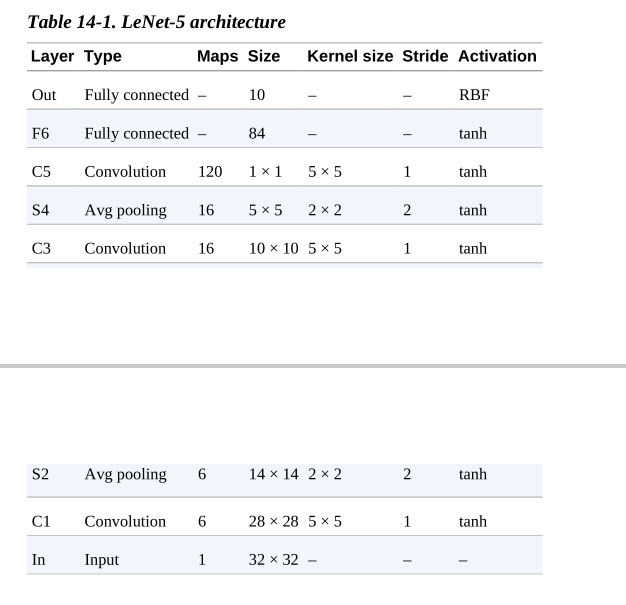 Table 14-1. LeNet-5 architecture
Layer Type Maps Size Kernel size Stride Activation
Out Fully connected – 10 – – RBF
F6 Fully connected – 84 – – tanh
C5 Convolution 120 1 × 1 5 × 5 1 tanh
S4 Avg pooling 16 5 × 5 2 × 2 2 tanh
C3 Convolution 16 10 × 10 5 × 5 1 tanh
S2 Avg pooling 6 14 × 14 2 × 2 2 tanh
C1 Convolution 6 28 × 28 5 × 5 1 tanh
In Input 1 32 × 32 – – –